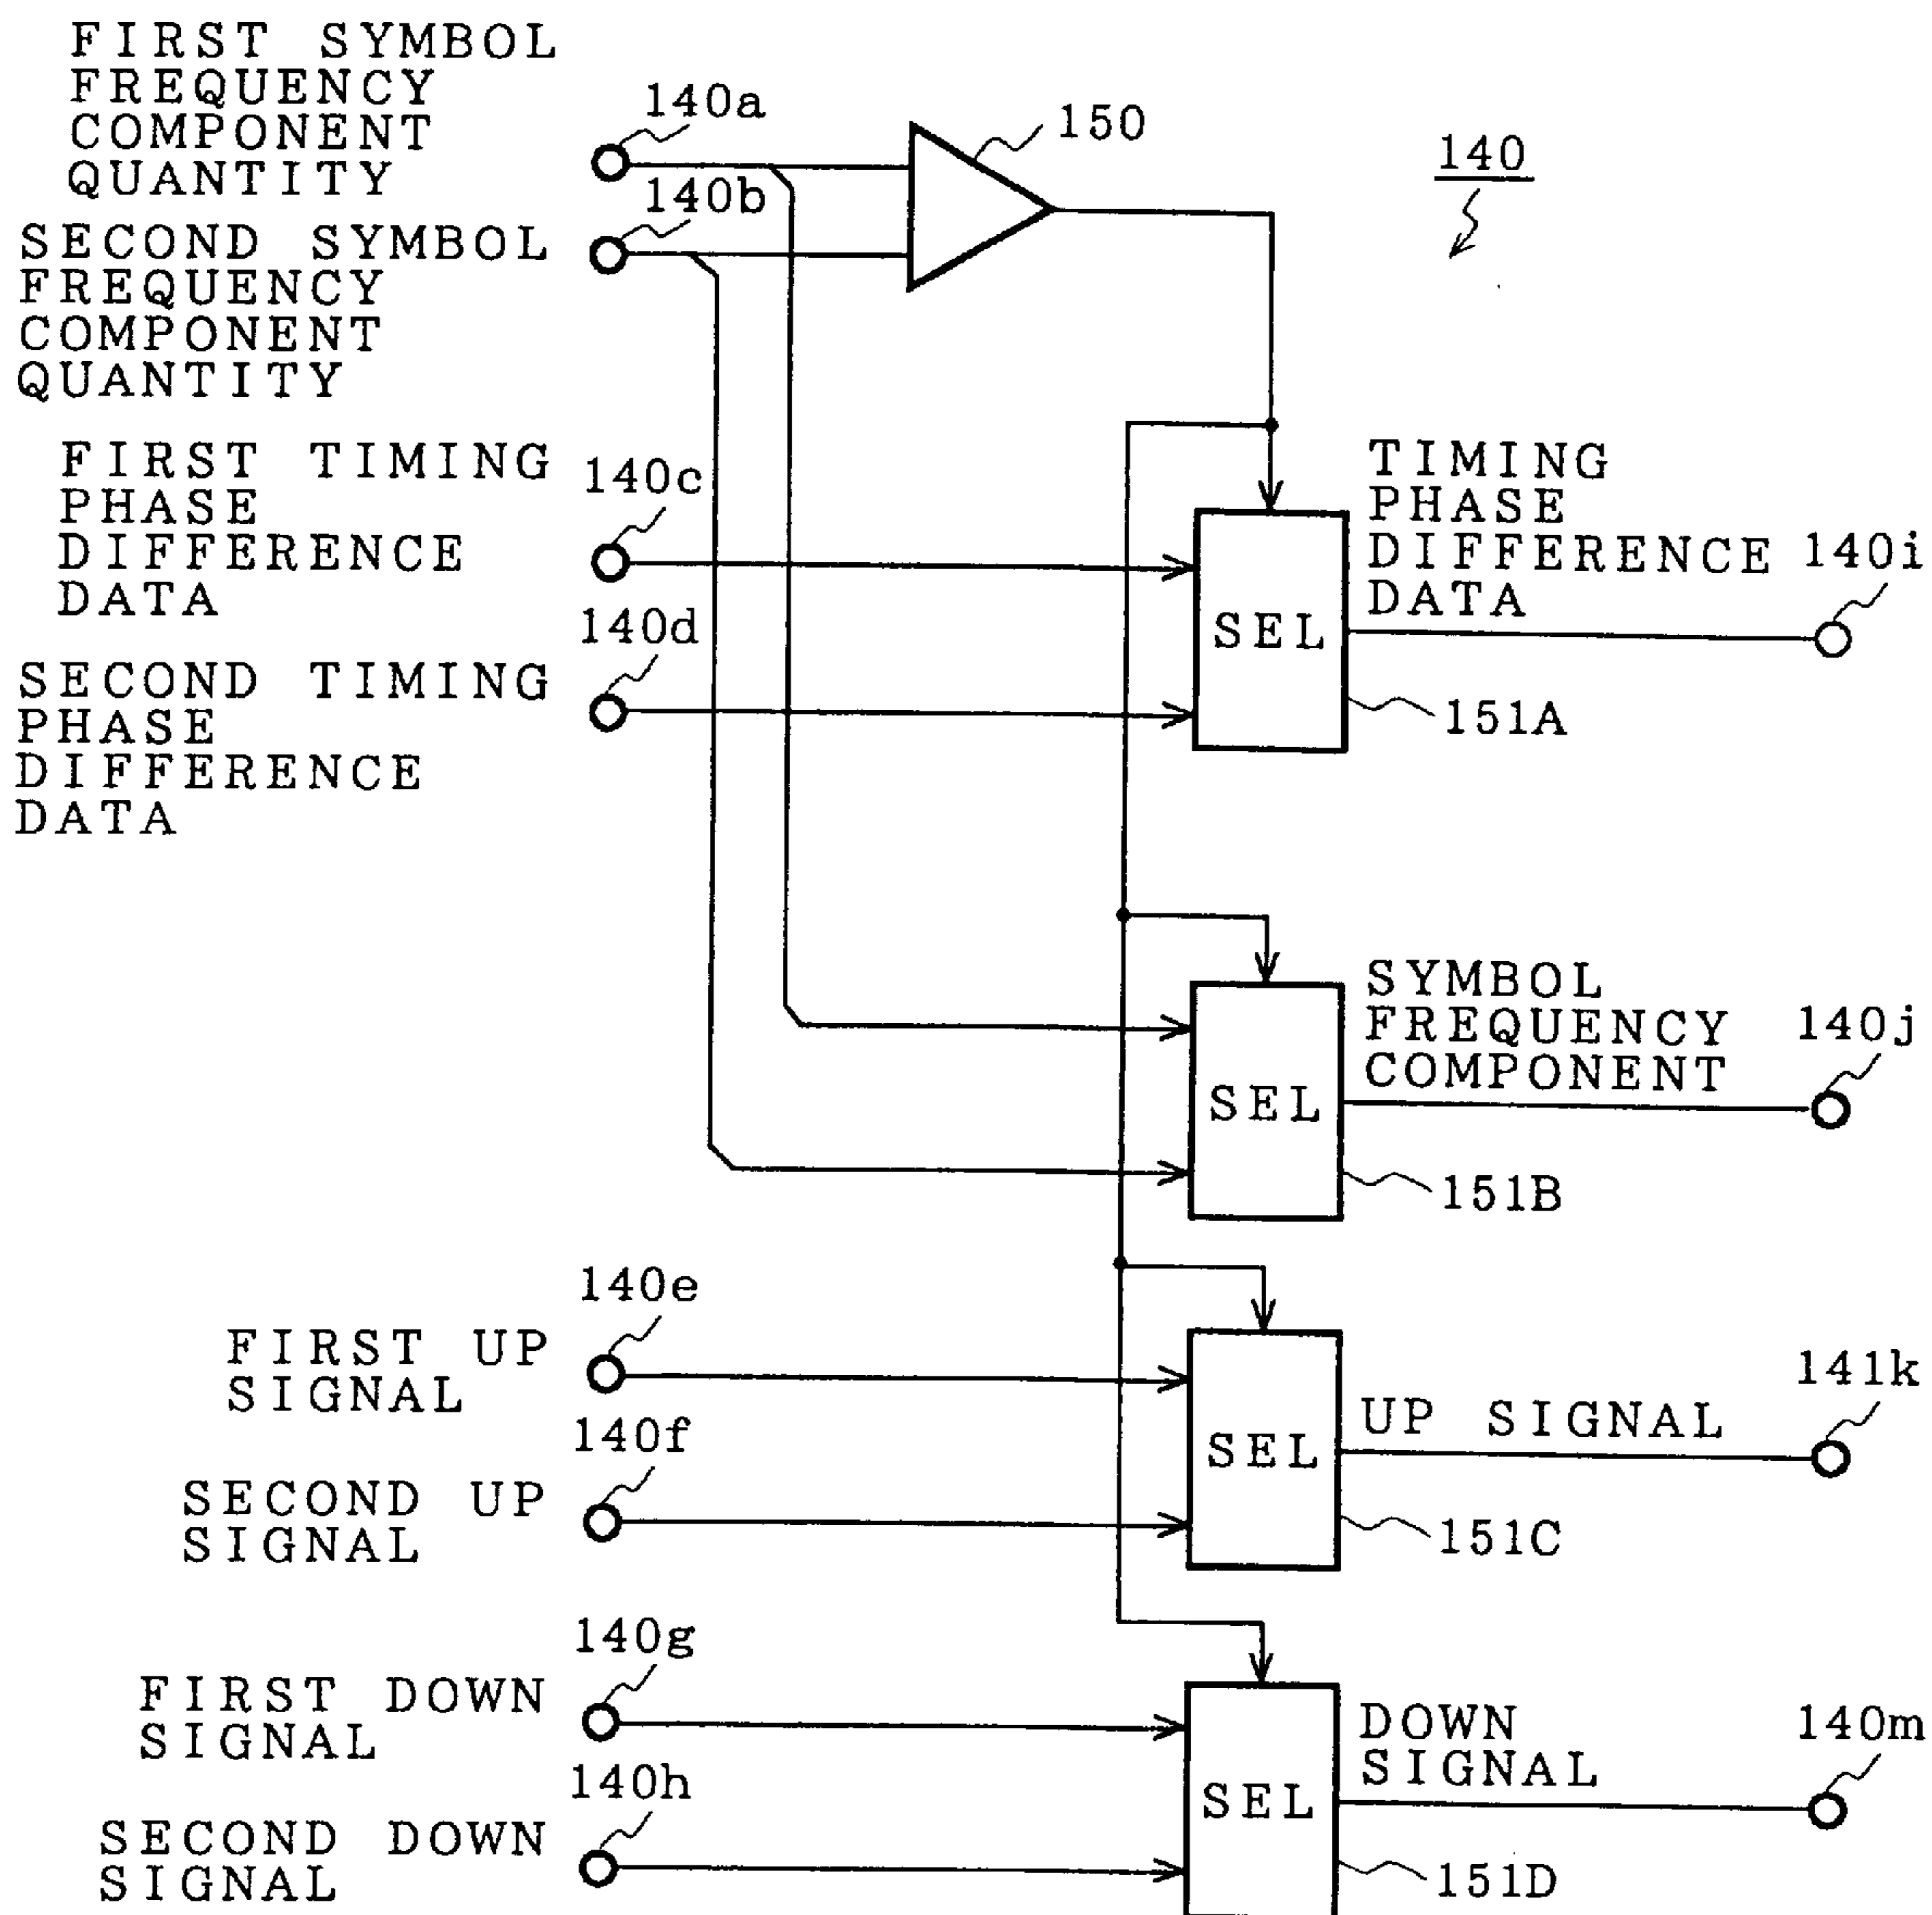 FIRST SYMBOL
FREQUENCY
COMPONENT
QUANTITY
140a
150
140
SECOND SYMBOL
FREQUENCY
COMPONENT
QUANTITY
140b
FIRST TIMING
PHASE
DIFFERENCE
DATA
140c
TIMING
PHASE
DIFFERENCE
DATA
140i
SEL
151A
SECOND TIMING
PHASE
DIFFERENCE
DATA
140d
SYMBOL
FREQUENCY
COMPONENT
140j
SEL
151B
FIRST UP
SIGNAL
140e
SECOND UP
SIGNAL
140f
SEL
UP SIGNAL
141k
151C
FIRST DOWN
SIGNAL
140g
SECOND DOWN
SIGNAL
140h
SEL
DOWN
SIGNAL
140m
151D